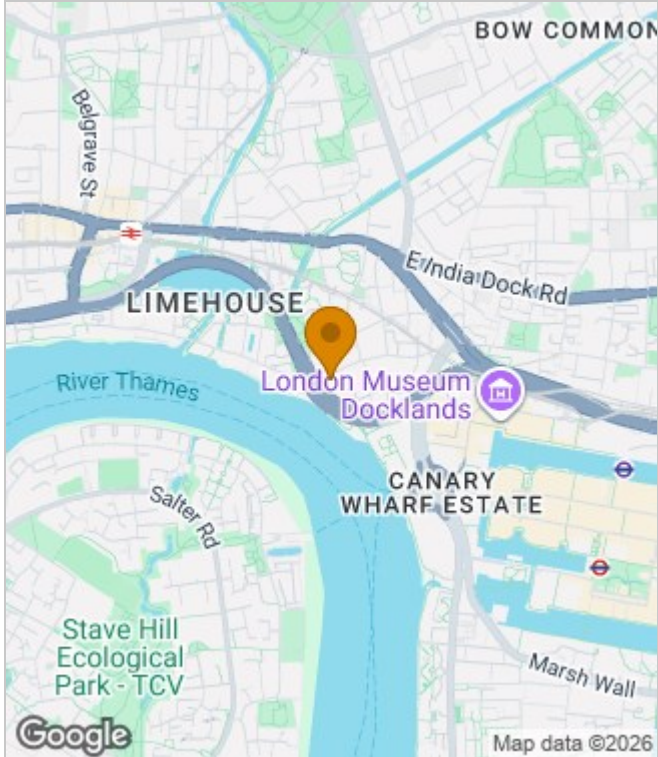 BOW COMMON
Belgrave St
E India Dock Rd
LIMEHOUSE
London Museum
Docklands
River Thames
CANARY
WHARF ESTATE
Salter Rd
Stave Hill
Ecological
Park - TCV
Marsh Wall
Google
Map data ©2026